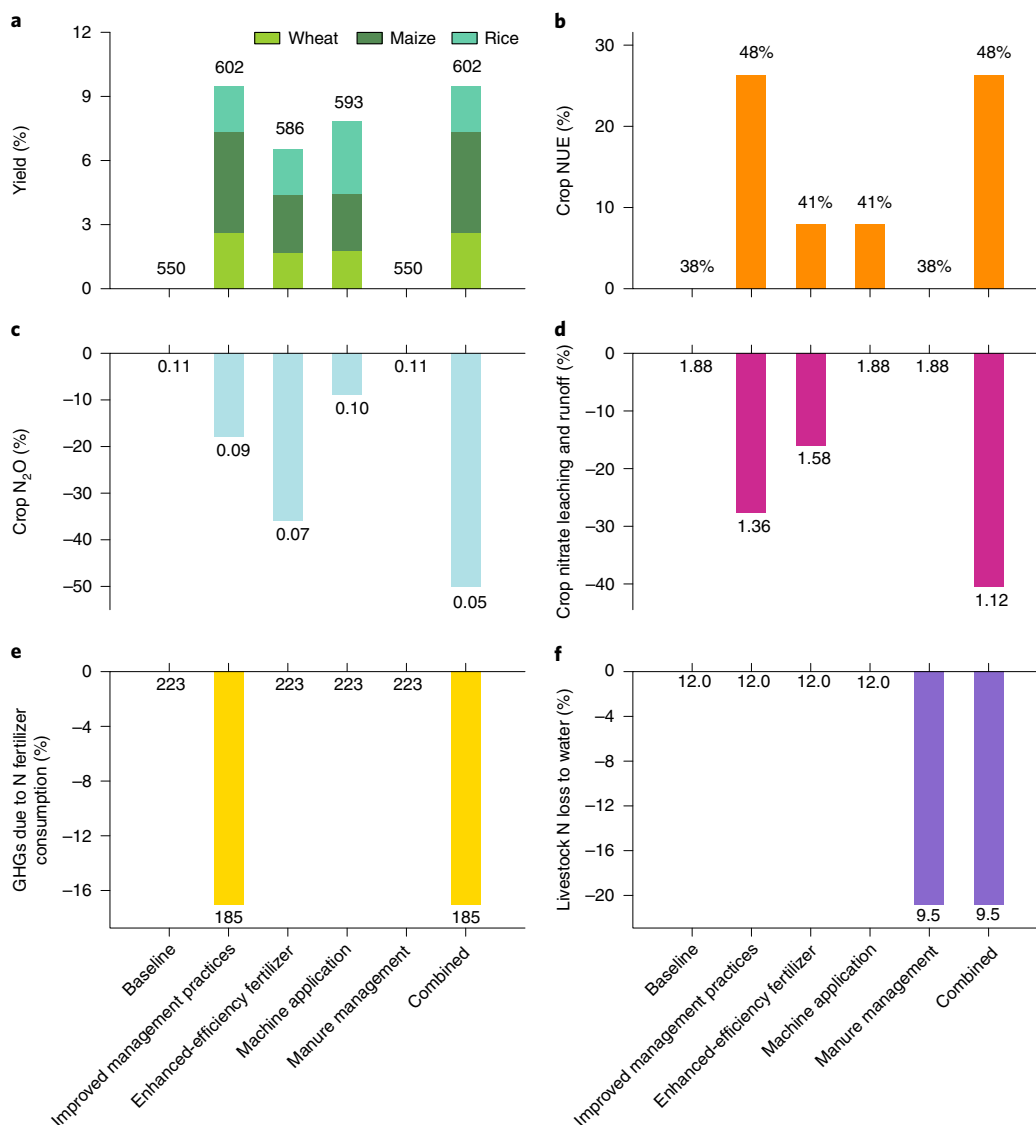 a
Wheat Maize Rice
12
9
6
3
0
Yield (%)
550
602
586
593
550
602
b
30
20
10
0
Crop NUE (%)
38%
48%
41%
41%
38%
48%
c
0
–10
–20
–30
–40
–50
Crop N₂O (%)
0.11
0.09
0.07
0.10
0.11
0.05
d
0
–10
–20
–30
–40
Crop nitrate leaching and runoff (%)
1.88
1.36
1.58
1.88
1.88
1.12
e
0
–4
–8
–12
–16
GHGs due to N fertilizer
consumption (%)
223
185
223
223
223
185
Baseline
Improved management practices
Enhanced-efficiency fertilizer
Machine application
Manure management
Combined
f
0
–4
–8
–12
–16
–20
Livestock N loss to water (%)
12.0
12.0
12.0
12.0
9.5
9.5
Baseline
Improved management practices
Enhanced-efficiency fertilizer
Machine application
Manure management
Combined